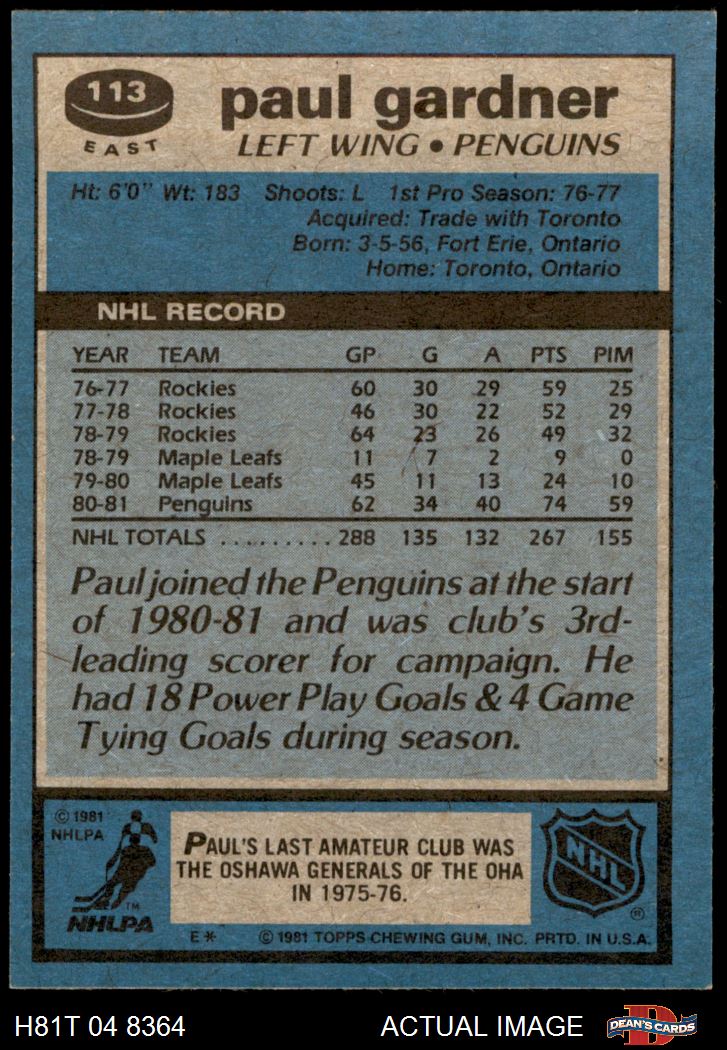 113
EAST
paul gardner
LEFT WING • PENGUINS
Ht: 6'0" Wt: 183 Shoots: L 1st Pro Season: 76-77
Acquired: Trade with Toronto
Born: 3-5-56, Fort Erie, Ontario
Home: Toronto, Ontario
NHL RECORD
YEAR TEAM GP G A PTS PIM
76-77 Rockies 60 30 29 59 25
77-78 Rockies 46 30 22 52 29
78-79 Rockies 64 23 26 49 32
78-79 Maple Leafs 11 7 2 9 0
79-80 Maple Leafs 45 11 13 24 10
80-81 Penguins 62 34 40 74 59
NHL TOTALS ......... 288 135 132 267 155
Paul joined the Penguins at the start
of 1980-81 and was club's 3rd-
leading scorer for campaign. He
had 18 Power Play Goals & 4 Game
Tying Goals during season.
© 1981
NHLPA
TM
NHLPA
PAUL'S LAST AMATEUR CLUB WAS
THE OSHAWA GENERALS OF THE OHA
IN 1975-76.
NHL
®
E * © 1981 TOPPS CHEWING GUM, INC. PRTD. IN U.S.A.
H81T 04 8364 ACTUAL IMAGE
DEAN'S CARDS